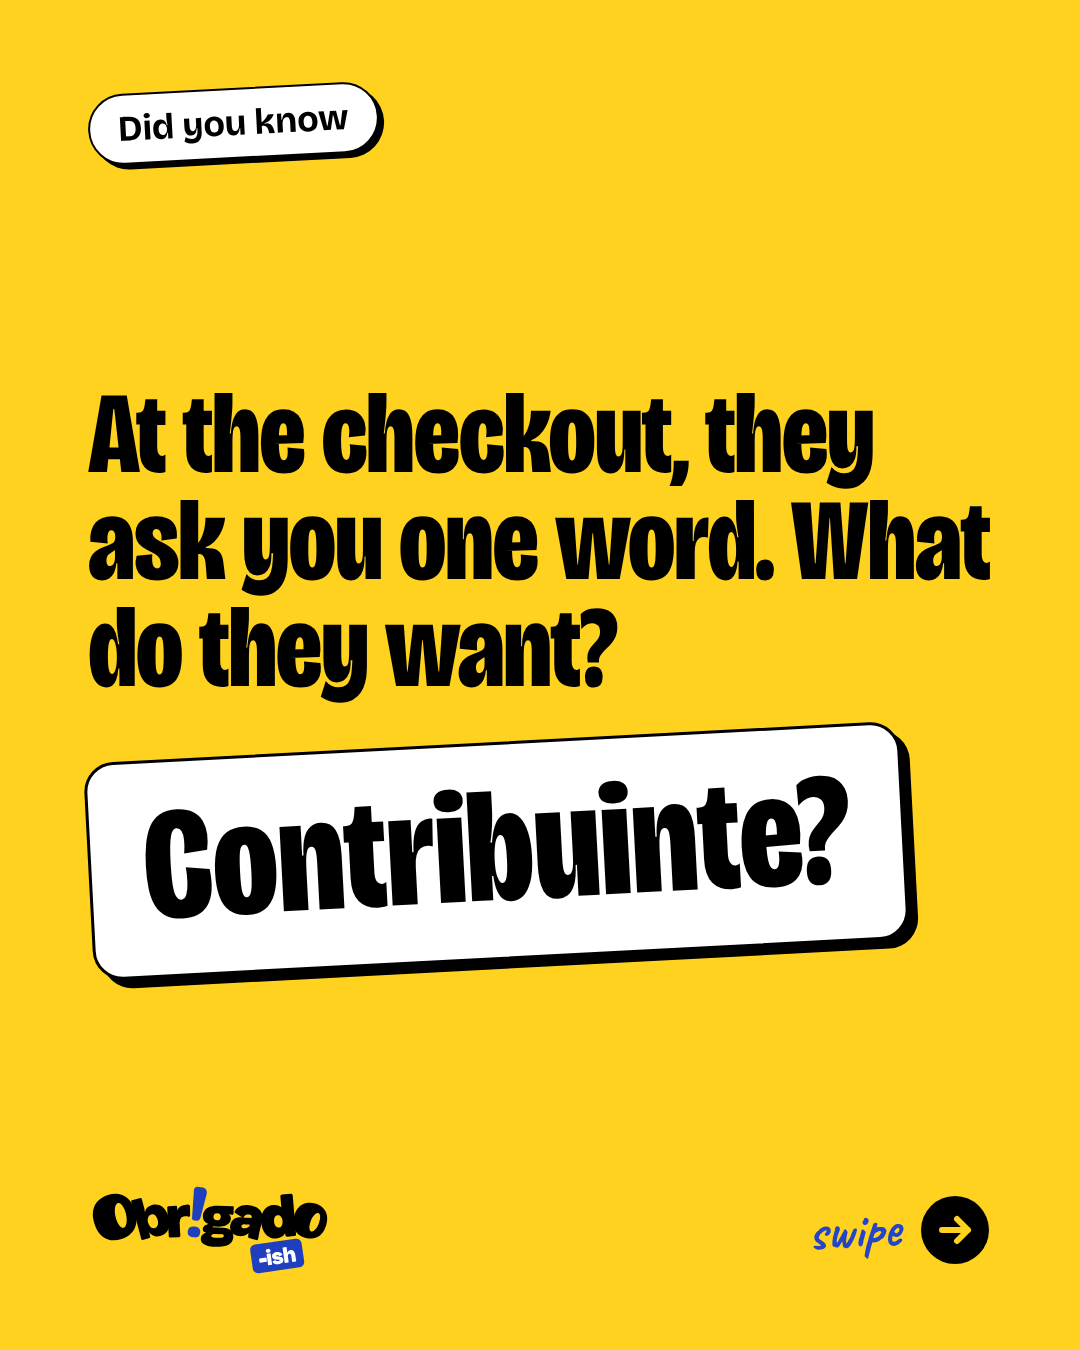 Did you know
At the checkout, they
ask you one word. What
do they want?
Contribuinte?
Obr!gado
-ish
swipe